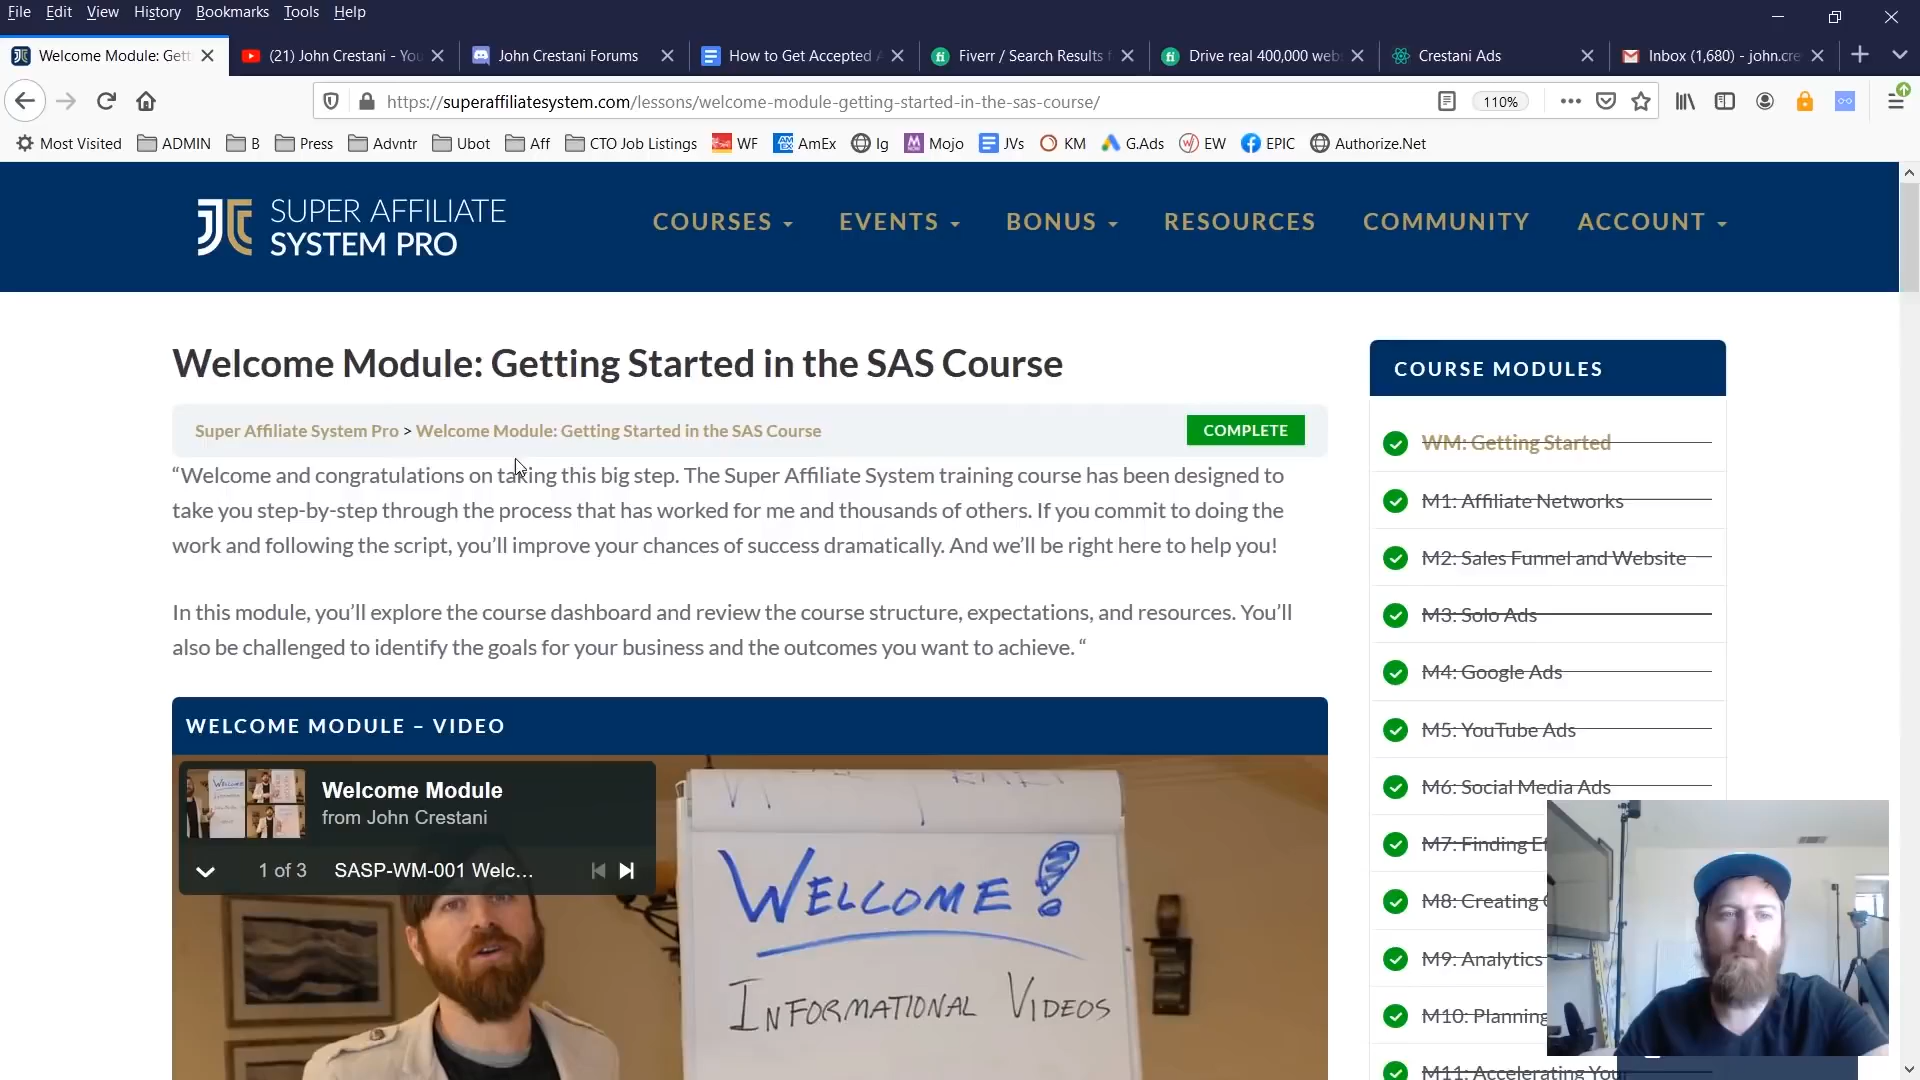 File Edit View History Bookmarks Tools Help
Welcome Module: Gett
(21) John Crestani - You
John Crestani Forums
How to Get Accepted A
Fiverr / Search Results f
Drive real 400,000 web
Crestani Ads
Inbox (1,680) - john.cre
https://superaffiliatesystem.com/lessons/welcome-module-getting-started-in-the-sas-course/
110%
Most Visited ADMIN B Press Advntr Ubot Aff CTO Job Listings WF AmEx Ig Mojo JVs KM G.Ads EW EPIC Authorize.Net
SUPER AFFILIATE
SYSTEM PRO
COURSES EVENTS BONUS RESOURCES COMMUNITY ACCOUNT
Welcome Module: Getting Started in the SAS Course
Super Affiliate System Pro > Welcome Module: Getting Started in the SAS Course
COMPLETE
“Welcome and congratulations on taking this big step. The Super Affiliate System training course has been designed to
take you step-by-step through the process that has worked for me and thousands of others. If you commit to doing the
work and following the script, you’ll improve your chances of success dramatically. And we’ll be right here to help you!
In this module, you’ll explore the course dashboard and review the course structure, expectations, and resources. You’ll
also be challenged to identify the goals for your business and the outcomes you want to achieve. “
WELCOME MODULE – VIDEO
Welcome Module
from John Crestani
1 of 3 SASP-WM-001 Welc...
WELCOME!
INFORMATIONAL VIDEOS
COURSE MODULES
WM: Getting Started
M1: Affiliate Networks
M2: Sales Funnel and Website
M3: Solo Ads
M4: Google Ads
M5: YouTube Ads
M6: Social Media Ads
M7: Finding Ef
M8: Creating
M9: Analytics
M10: Planning
M11: Accelerating You